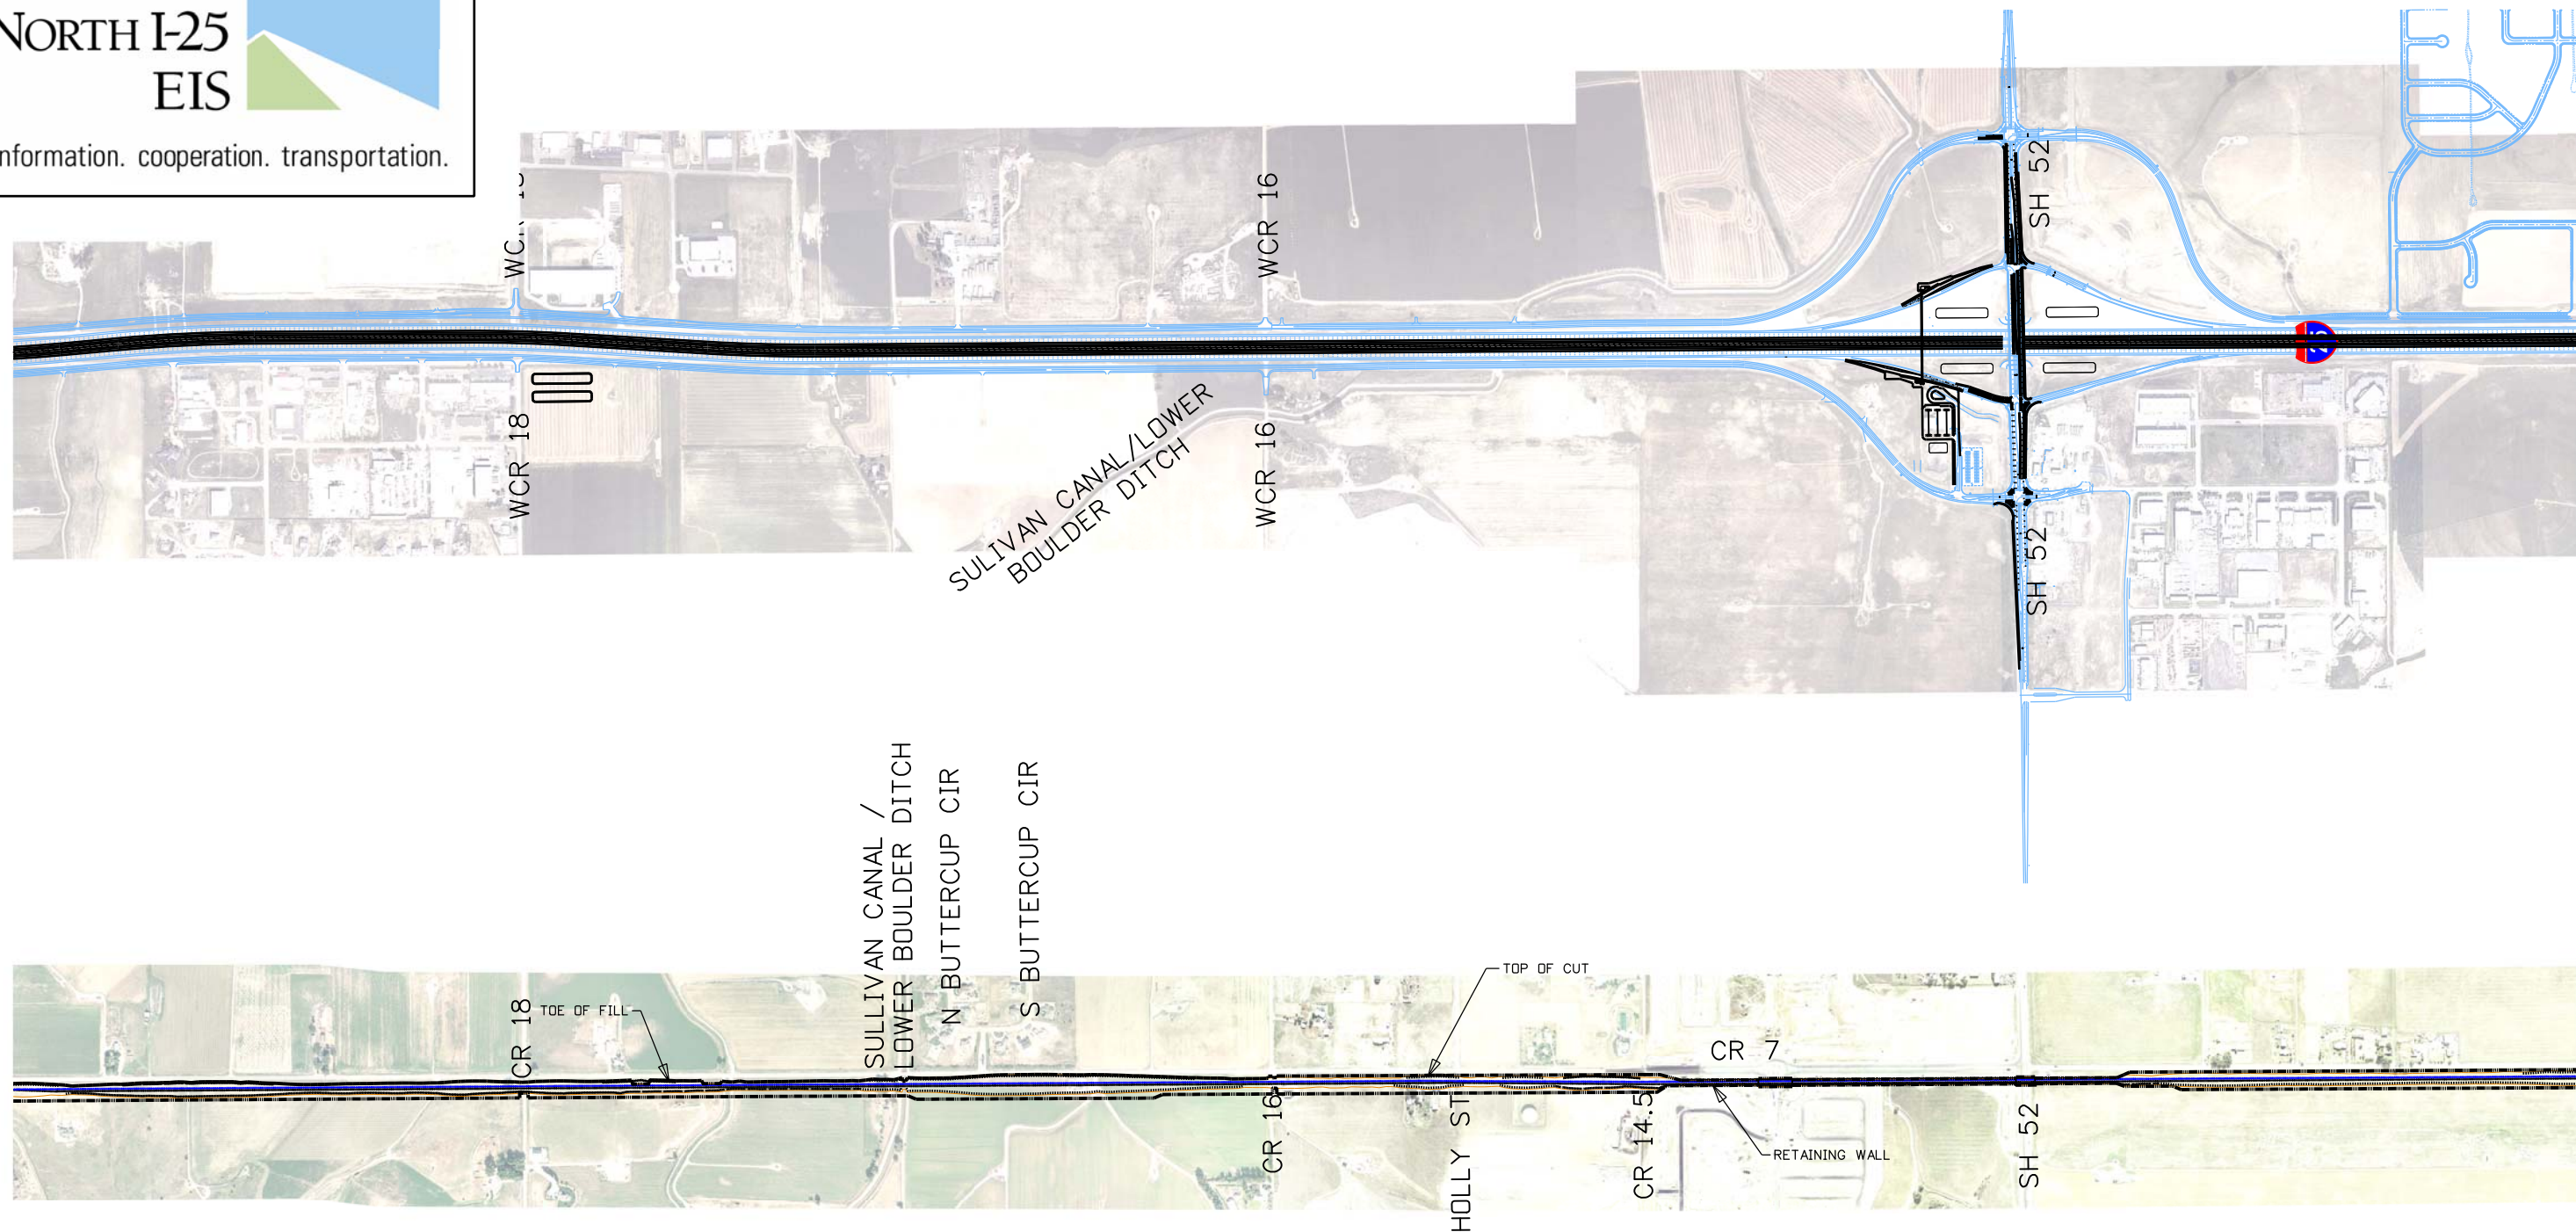 NORTH I-25
EIS
information. cooperation. transportation.
WCR 16
SH 52
25
WCR 18
SULIVAN CANAL/LOWER
BOULDER DITCH
WCR 16
SH 52
SULLIVAN CANAL /
LOWER BOULDER DITCH
N BUTTERCUP CIR
S BUTTERCUP CIR
TOP OF CUT
CR 18
TOE OF FILL
CR 7
CR 16
HOLLY ST
CR 14.5
RETAINING WALL
SH 52